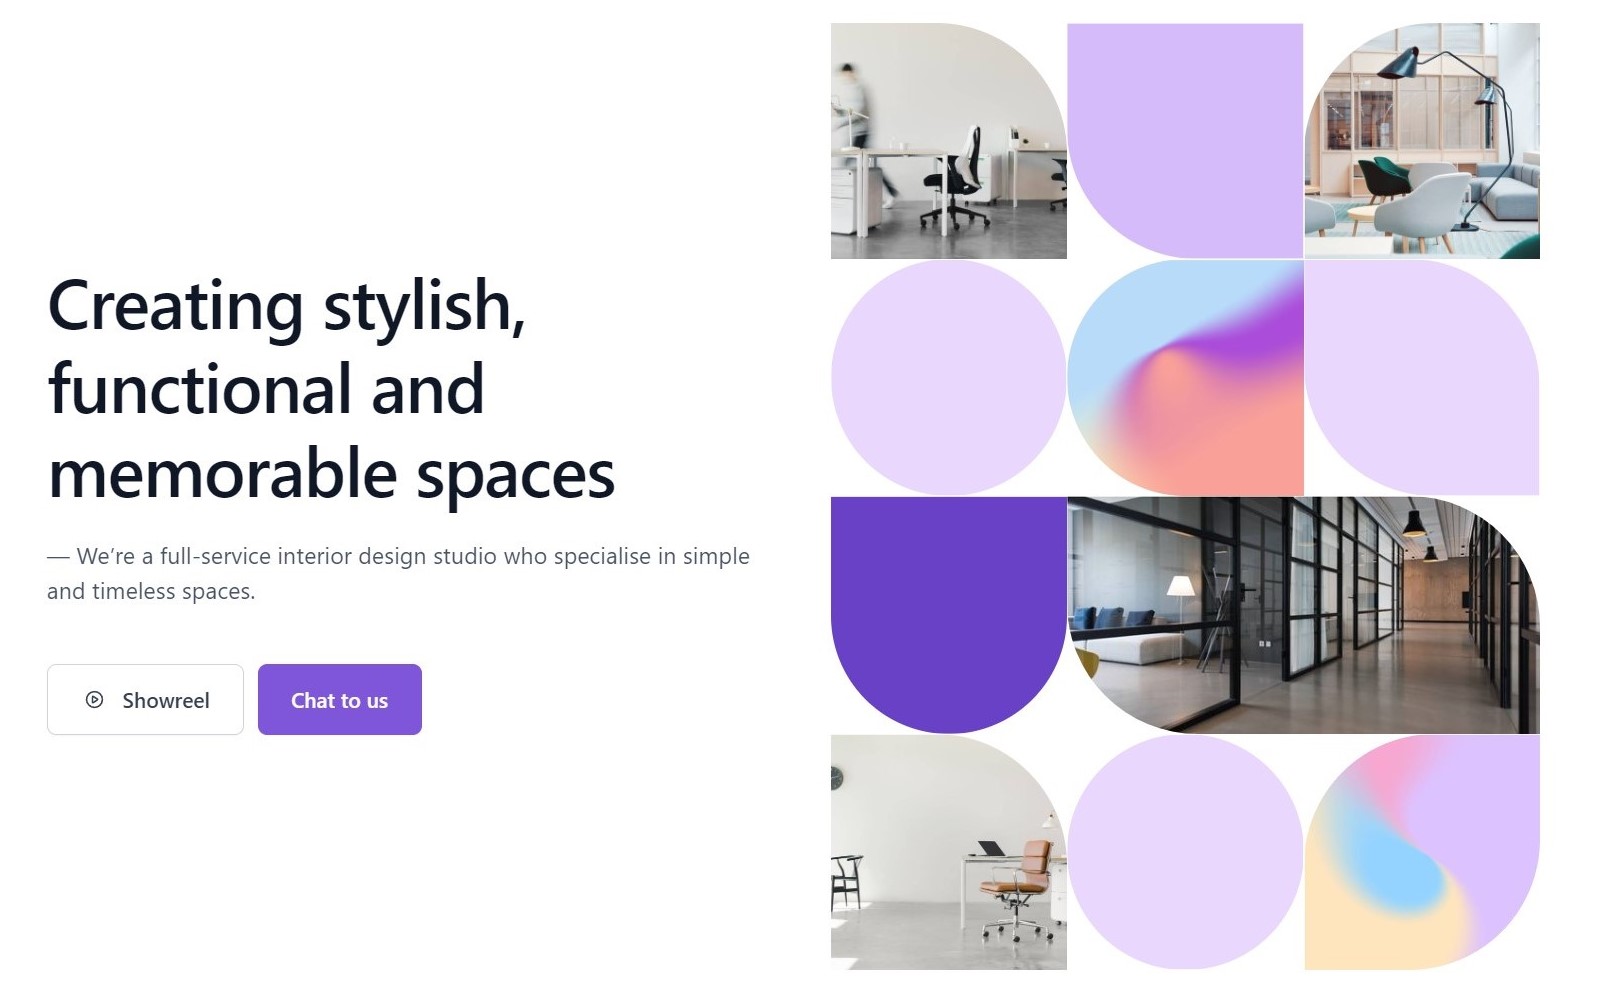 Creating stylish,
functional and
memorable spaces
— We’re a full-service interior design studio who specialise in simple
and timeless spaces.
Showreel
Chat to us